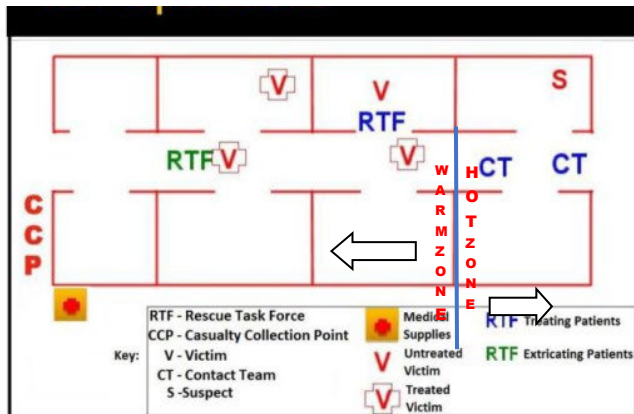 V
V
S
RTF
RTF V
V
CT
CT
WARMZONE
HOTZONE
CCP
Key:
RTF - Rescue Task Force
CCP - Casualty Collection Point
V - Victim
CT - Contact Team
S -Suspect
Medical
Supplies
V Untreated
Victim
V Treated
Victim
RTF Treating Patients
RTF Extricating Patients